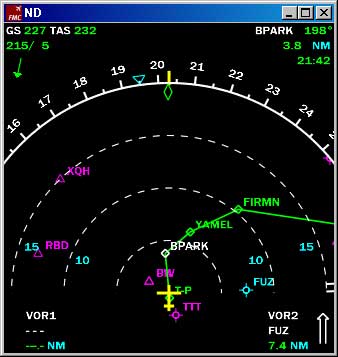 FMC ND
GS 227 TAS 232 BPARK 198°
215/ 5 3.8 NM
21:42
16 17 18 19 20 21 22 23 24
XQH
FIRMN
YAMEL
15 RBD BPARK 15
10 10
BW FUZ
T-P
TTT
VOR1 VOR2
--- FUZ
--.- NM 7.4 NM